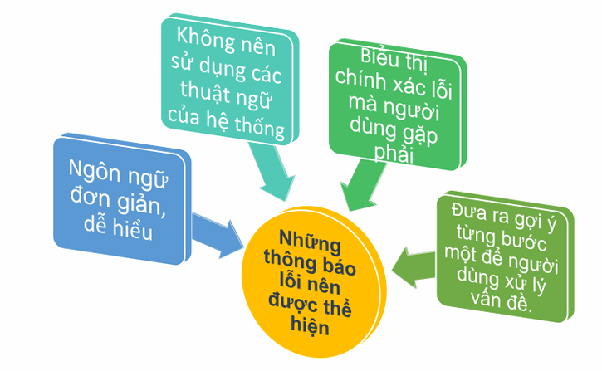 Ngôn ngữ
đơn giản,
dễ hiểu
Không nên
sử dụng các
thuật ngữ
của hệ thống
Biểu thị
chính xác lỗi
mà người
dùng gặp
phải
Đưa ra gợi ý
từng bước
một để người
dùng xử lý
vấn đề.
Những
thông báo
lỗi nên
được thể
hiện